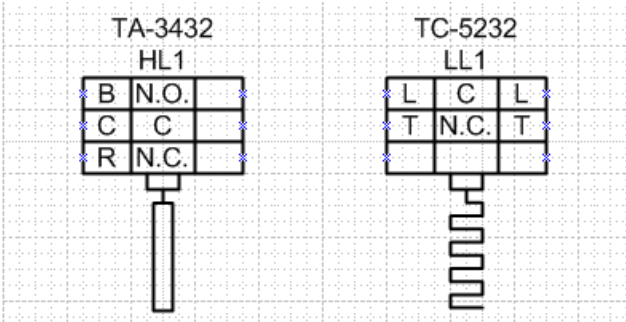 TA-3432
HL1
B N.O.
C C
R N.C.
TC-5232
LL1
L C L
T N.C. T